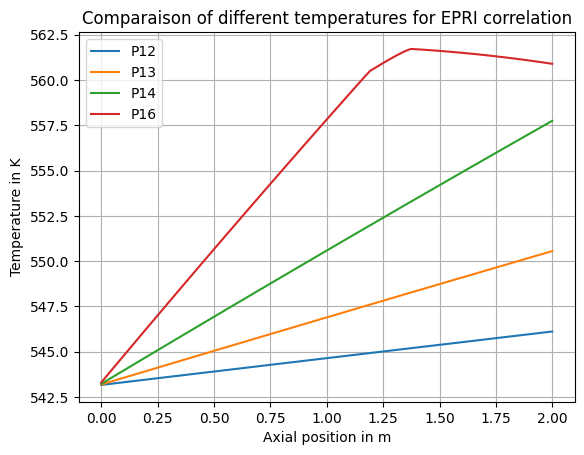 Comparaison of different temperatures for EPRI correlation
P12
P13
P14
P16
562.5
560.0
557.5
555.0
552.5
550.0
547.5
545.0
542.5
Temperature in K
0.00 0.25 0.50 0.75 1.00 1.25 1.50 1.75 2.00
Axial position in m